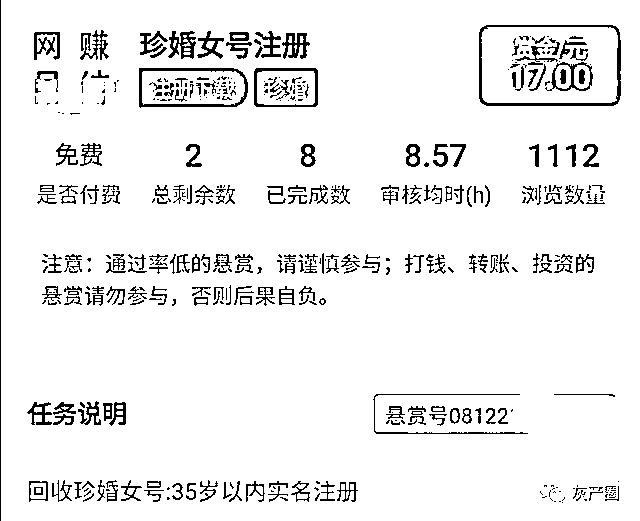 网 赚 珍婚女号注册
注册下载 珍婚
赏金/元
17.00
免费 2 8 8.57 1112
是否付费 总剩余数 已完成数 审核均时(h) 浏览数量
注意：通过率低的悬赏，请谨慎参与；打钱、转账、投资的
悬赏请勿参与，否则后果自负。
任务说明 悬赏号08122
回收珍婚女号:35岁以内实名注册
灰产圈